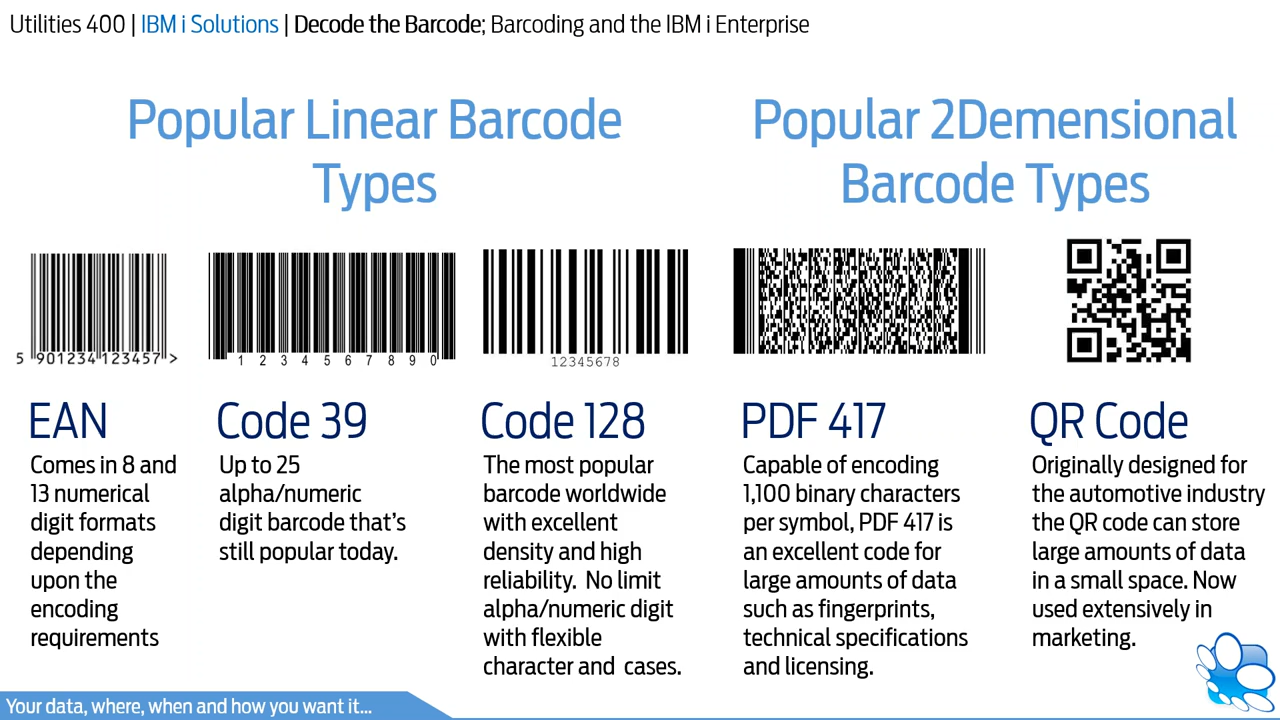 Utilities 400 | IBM i Solutions | Decode the Barcode; Barcoding and the IBM i Enterprise
Popular Linear Barcode
Types
Popular 2Demensional
Barcode Types
5 901234 123457 >
1 2 3 4 5 6 7 8 9 0
12345678
EAN
Comes in 8 and
13 numerical
digit formats
depending
upon the
encoding
requirements
Code 39
Up to 25
alpha/numeric
digit barcode that's
still popular today.
Code 128
The most popular
barcode worldwide
with excellent
density and high
reliability. No limit
alpha/numeric digit
with flexible
character and cases.
PDF 417
Capable of encoding
1,100 binary characters
per symbol, PDF 417 is
an excellent code for
large amounts of data
such as fingerprints,
technical specifications
and licensing.
QR Code
Originally designed for
the automotive industry
the QR code can store
large amounts of data
in a small space. Now
used extensively in
marketing.
Your data, where, when and how you want it...